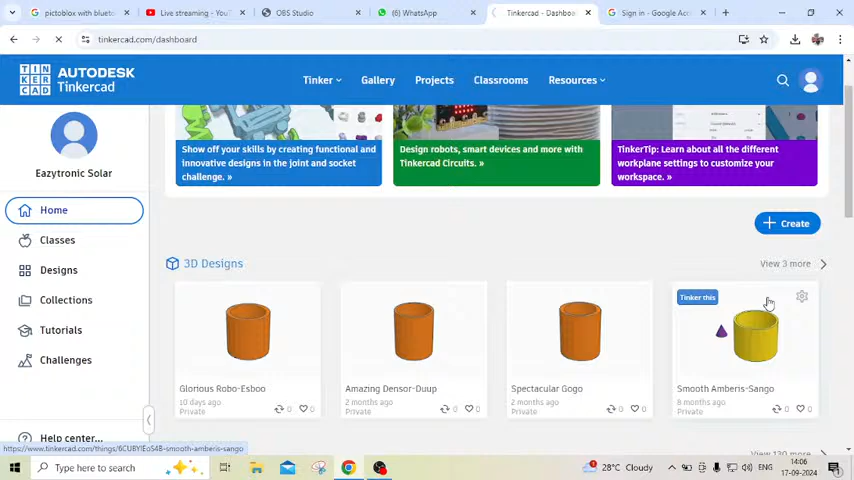 pictoblox with bluet
Live streaming - YouT
OBS Studio
(6) WhatsApp
Tinkercad - Dashboa
Sign in - Google Acc
tinkercad.com/dashboard
TIN
KER
CAD
AUTODESK
Tinkercad
Tinker
Gallery
Projects
Classrooms
Resources
Eazytronic Solar
Home
Classes
Designs
Collections
Tutorials
Challenges
Help center...
Show off your skills by creating functional and
innovative designs in the joint and socket
challenge. »
Design robots, smart devices and more with
Tinkercad Circuits. »
TinkerTip: Learn about all the different
workplane settings to customize your
workspace. »
+ Create
3D Designs
View 3 more
Tinker this
Glorious Robo-Esboo
10 days ago
Private
0 0
Amazing Densor-Duup
2 months ago
Private
0 0
Spectacular Gogo
2 months ago
Private
0 0
Smooth Amberis-Sango
8 months ago
Private
0 0
https://www.tinkercad.com/things/6CUBYlEoS4B-smooth-amberis-sango
Type here to search
28°C Cloudy
ENG
14:06
17-09-2024